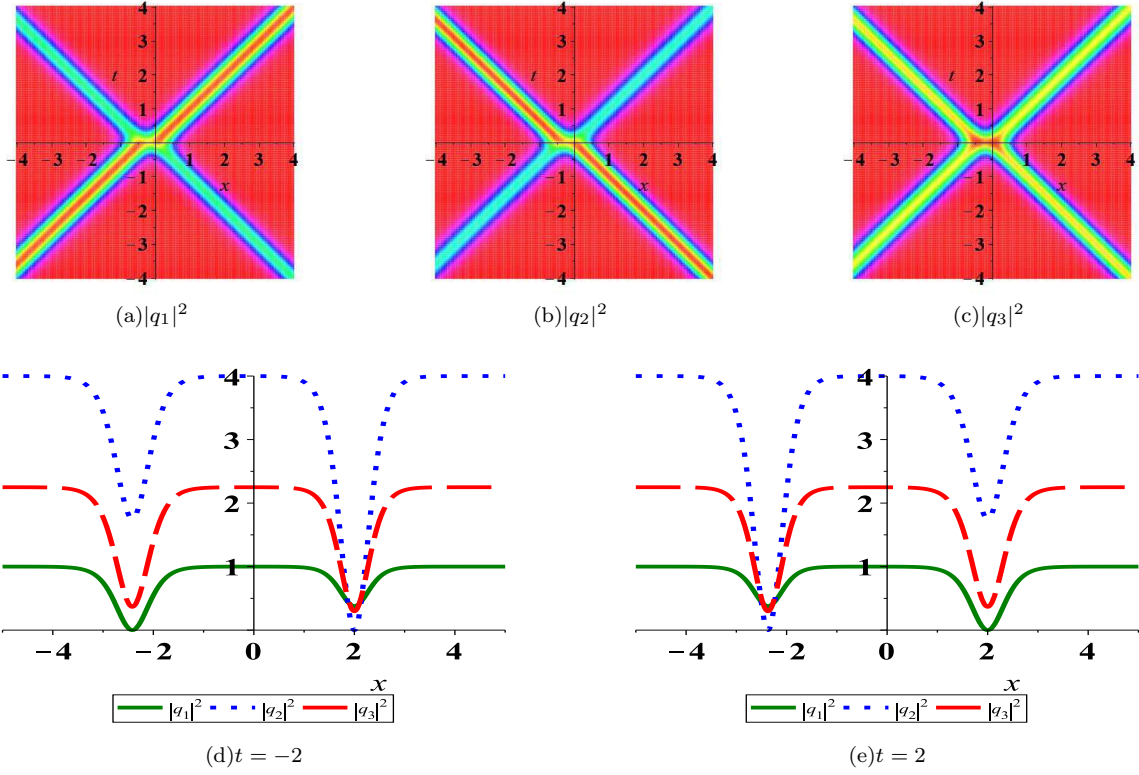 4 4 4
3 3 3
t 2 t 2 t 2
1 1 1
−4 −3 −2 −1 1 2 3 4 −4 −3 −2 −1 1 2 3 4 −4 −3 −2 −1 1 2 3 4
−1 x −1 x −1 x
−2 −2 −2
−3 −3 −3
−4 −4 −4
(a)|q₁|² (b)|q₂|² (c)|q₃|²
4 4
3 3
2 2
1 1
−4 −2 0 2 4 −4 −2 0 2 4
x x
|q₁|² |q₂|² |q₃|² |q₁|² |q₂|² |q₃|²
(d)t = −2 (e)t = 2